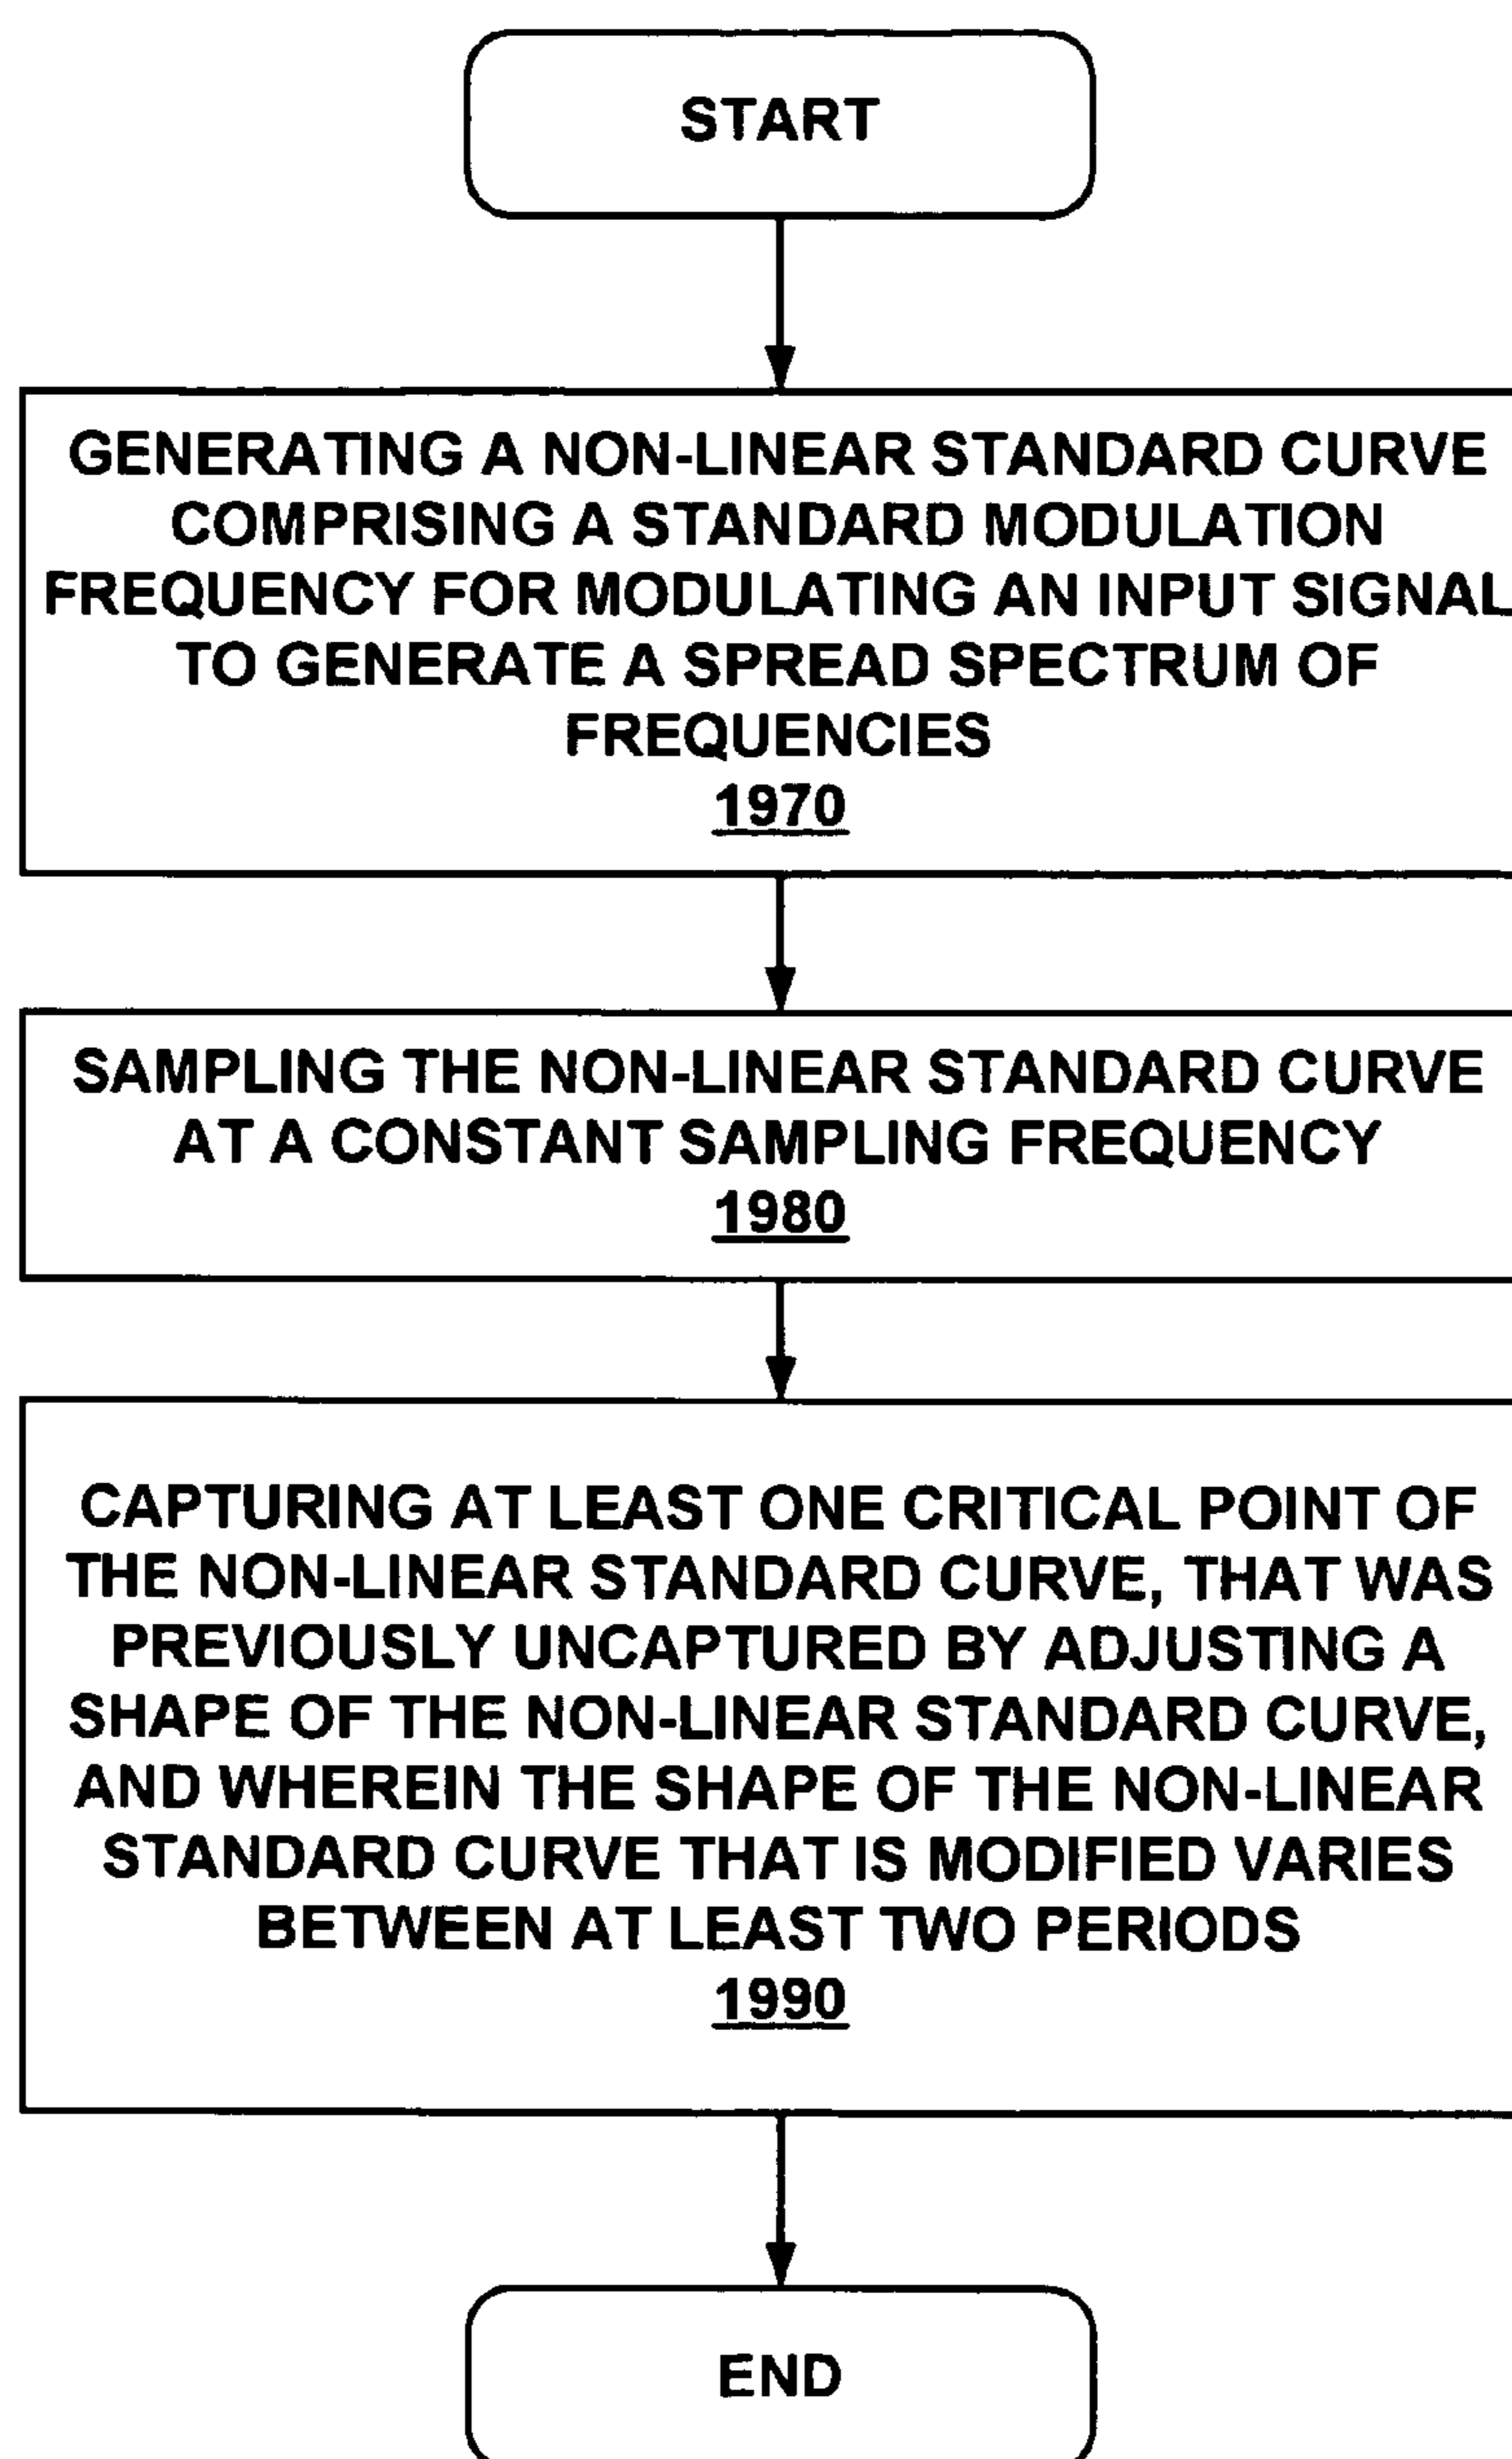 START
GENERATING A NON-LINEAR STANDARD CURVE
COMPRISING A STANDARD MODULATION
FREQUENCY FOR MODULATING AN INPUT SIGNAL
TO GENERATE A SPREAD SPECTRUM OF
FREQUENCIES
1970
SAMPLING THE NON-LINEAR STANDARD CURVE
AT A CONSTANT SAMPLING FREQUENCY
1980
CAPTURING AT LEAST ONE CRITICAL POINT OF
THE NON-LINEAR STANDARD CURVE, THAT WAS
PREVIOUSLY UNCAPTURED BY ADJUSTING A
SHAPE OF THE NON-LINEAR STANDARD CURVE,
AND WHEREIN THE SHAPE OF THE NON-LINEAR
STANDARD CURVE THAT IS MODIFIED VARIES
BETWEEN AT LEAST TWO PERIODS
1990
END